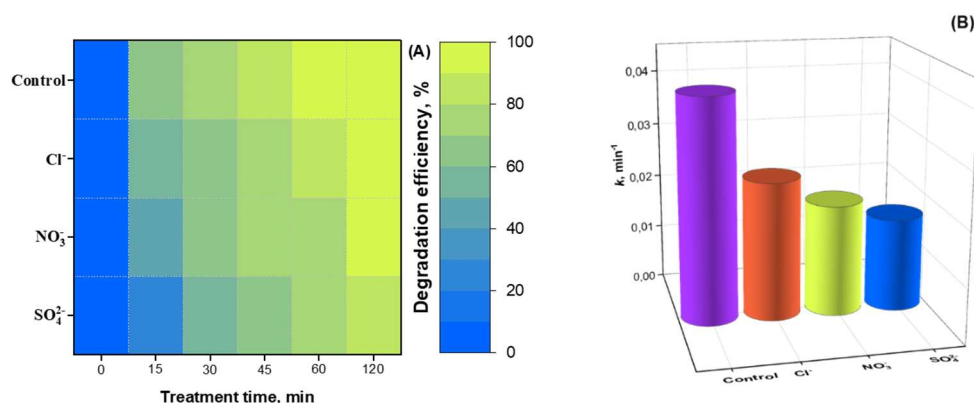 (A)
Control
Cl⁻
NO₃⁻
SO₄²⁻
0 15 30 45 60 120
Treatment time, min
100
80
60
40
20
0
Degradation efficiency, %
(B)
0,04
0,03
0,02
0,01
0,00
k, min⁻¹
Control Cl⁻ NO₃⁻ SO₄²⁻